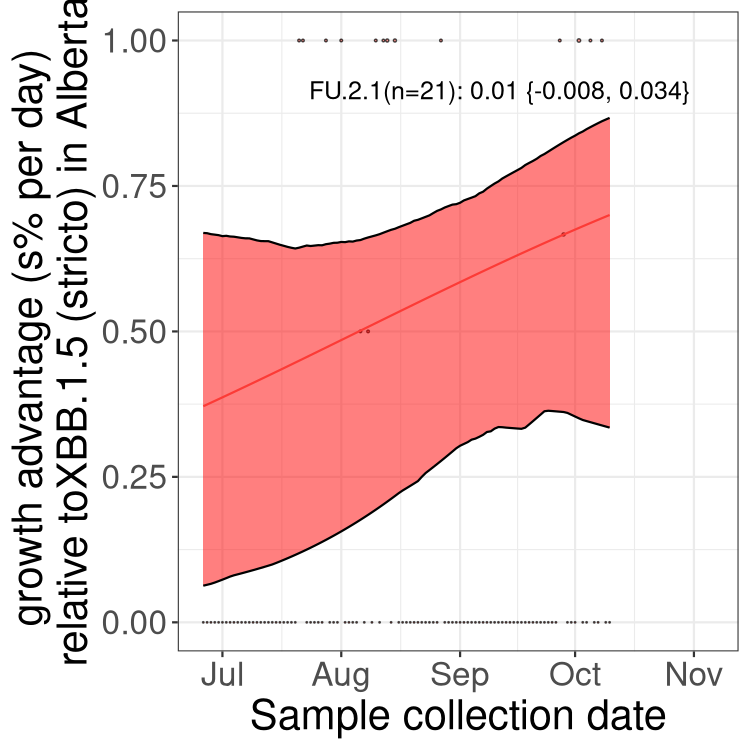 growth advantage (s% per day)
relative toXBB.1.5 (stricto) in Alberta
1.00
0.75
0.50
0.25
0.00
FU.2.1(n=21): 0.01 {-0.008, 0.034}
Jul Aug Sep Oct Nov
Sample collection date